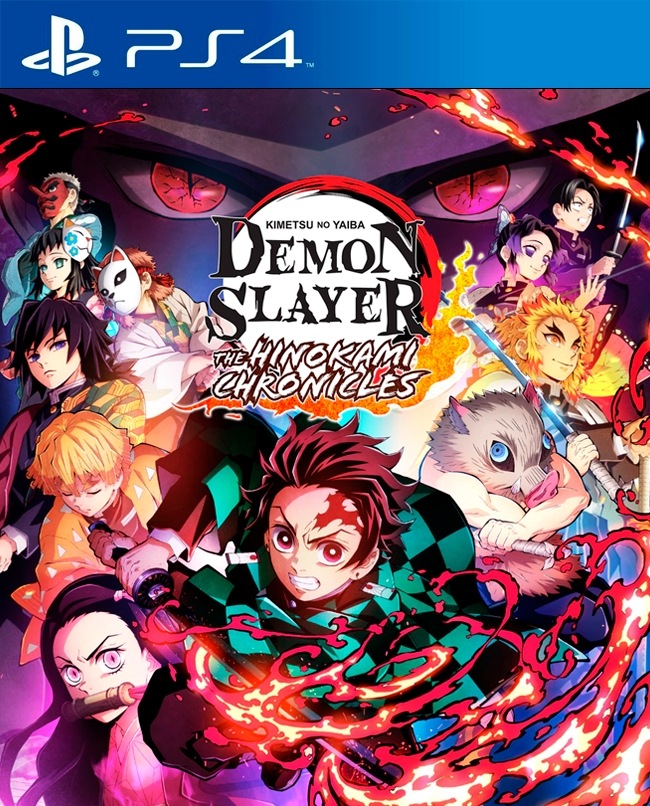 PS4
KIMETSU NO YAIBA
DEMON
SLAYER
THE HINOKAMI
CHRONICLES